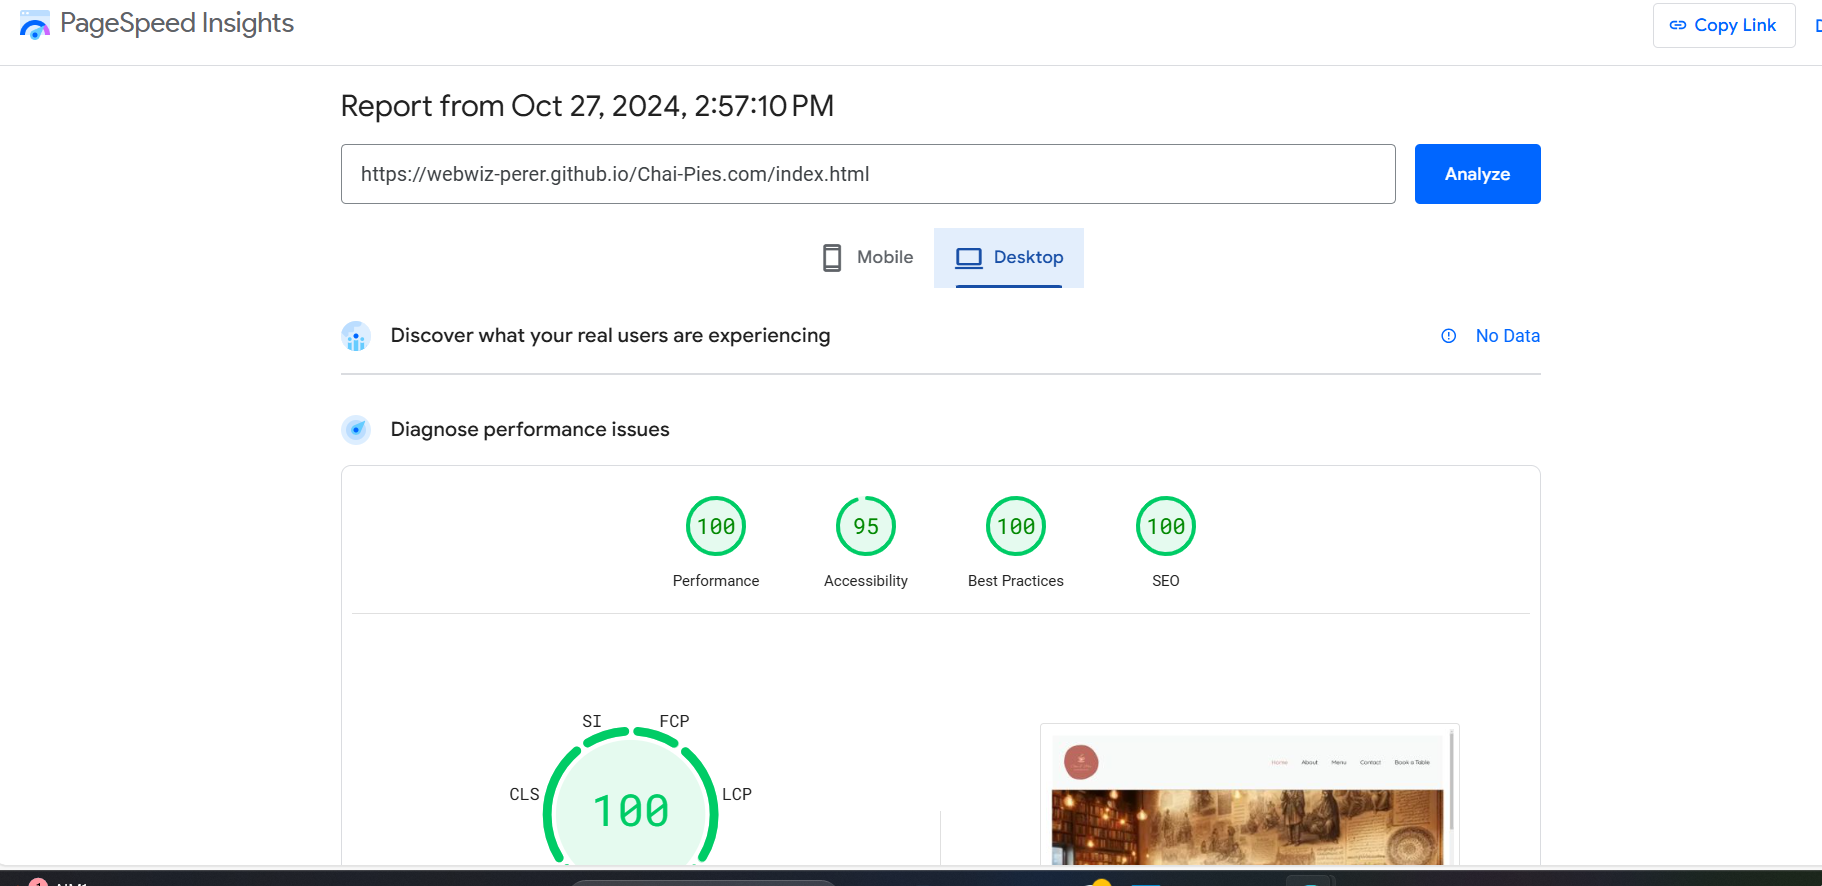 PageSpeed Insights
Copy Link
Report from Oct 27, 2024, 2:57:10 PM
https://webwiz-perer.github.io/Chai-Pies.com/index.html
Analyze
Mobile
Desktop
Discover what your real users are experiencing
No Data
Diagnose performance issues
100
95
100
100
Performance
Accessibility
Best Practices
SEO
SI
FCP
CLS
LCP
100
Home About Menu Contact Book a Table